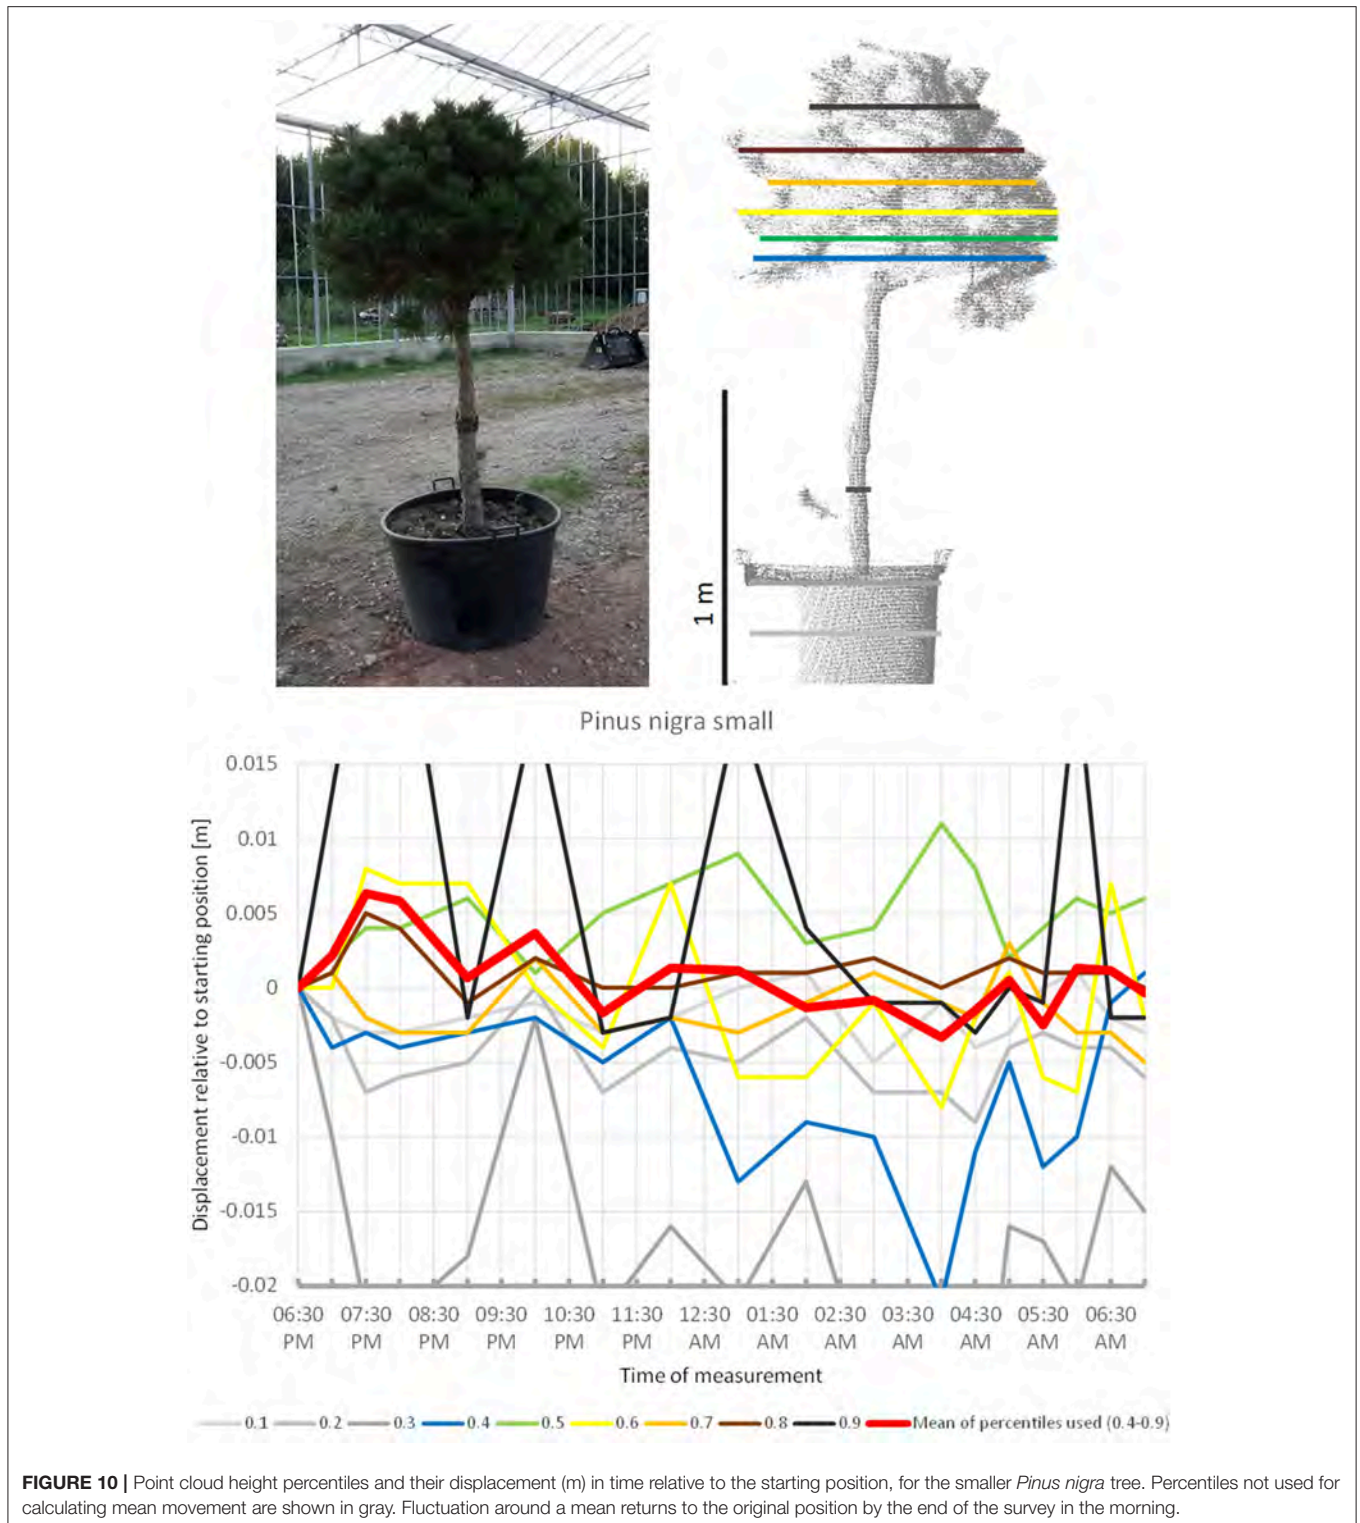 1 m
Pinus nigra small
Displacement relative to starting position [m]
0.015
0.01
0.005
0
-0.005
-0.01
-0.015
-0.02
06:30 07:30 08:30 09:30 10:30 11:30 12:30 01:30 02:30 03:30 04:30 05:30 06:30
PM PM PM PM PM PM AM AM AM AM AM AM AM
Time of measurement
0.1 0.2 0.3 0.4 0.5 0.6 0.7 0.8 0.9 Mean of percentiles used (0.4-0.9)
FIGURE 10 | Point cloud height percentiles and their displacement (m) in time relative to the starting position, for the smaller Pinus nigra tree. Percentiles not used for
calculating mean movement are shown in gray. Fluctuation around a mean returns to the original position by the end of the survey in the morning.